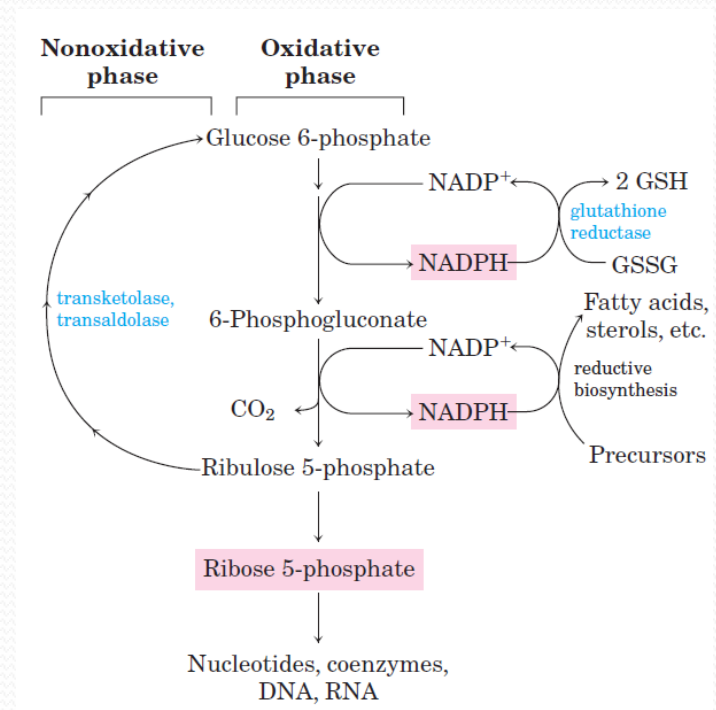 Nonoxidative
phase
Oxidative
phase
Glucose 6-phosphate
NADP⁺
2 GSH
glutathione
reductase
NADPH
GSSG
transketolase,
transaldolase
6-Phosphogluconate
Fatty acids,
sterols, etc.
NADP⁺
reductive
biosynthesis
CO₂
NADPH
Precursors
Ribulose 5-phosphate
Ribose 5-phosphate
Nucleotides, coenzymes,
DNA, RNA